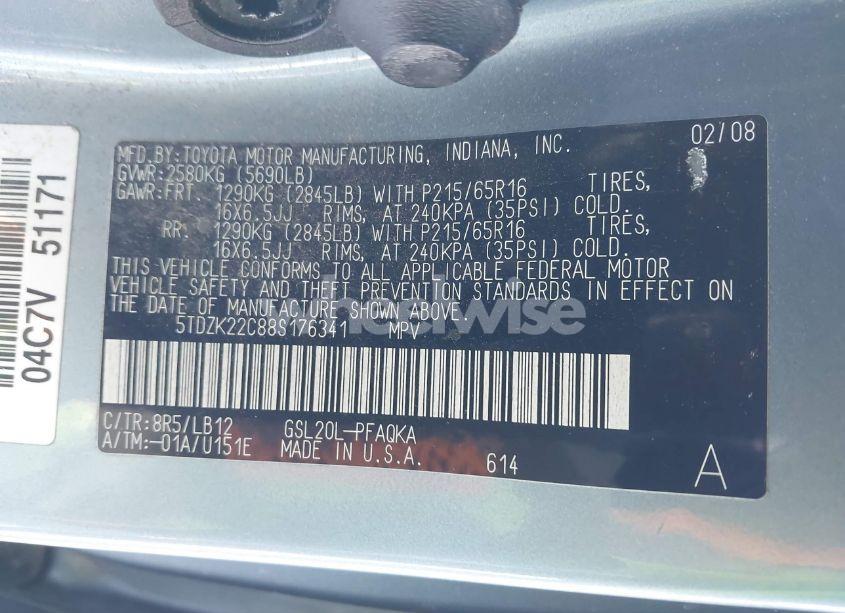 MFD.BY:TOYOTA MOTOR MANUFACTURING, INDIANA, INC. 02/08
GVWR:2580KG (5690LB)
GAWR:FRT. 1290KG (2845LB) WITH P215/65R16 TIRES,
16X6.5JJ RIMS, AT 240KPA (35PSI) COLD.
RR. 1290KG (2845LB) WITH P215/65R16 TIRES,
16X6.5JJ RIMS, AT 240KPA (35PSI) COLD.
THIS VEHICLE CONFORMS TO ALL APPLICABLE FEDERAL MOTOR
VEHICLE SAFETY AND THEFT PREVENTION STANDARDS IN EFFECT ON
THE DATE OF MANUFACTURE SHOWN ABOVE.
5TDZK22C88S176341 MPV
C/TR:8R5/LB12 GSL20L-PFAQKA
A/TM:-01A/U151E MADE IN U.S.A. 614 A
04C7V 51171
wheelwise